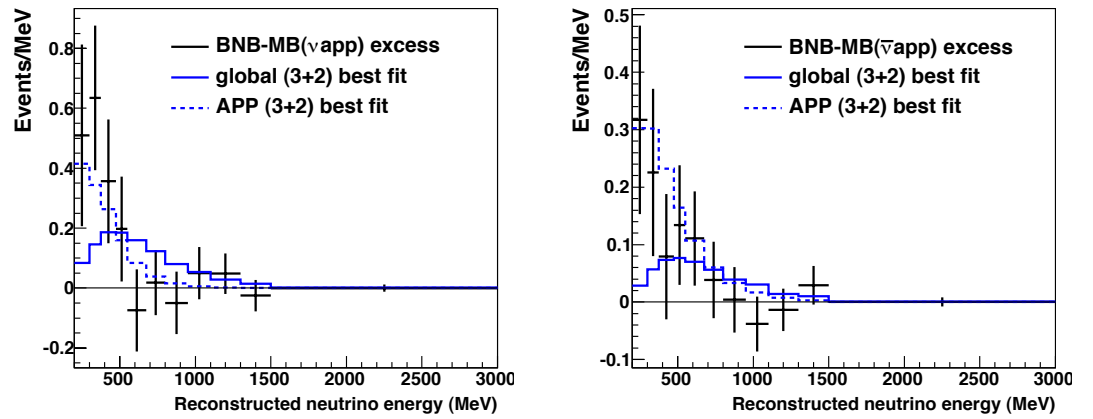 Events/MeV
0.8
0.6
0.4
0.2
0
-0.2
BNB-MB(νapp) excess
global (3+2) best fit
APP (3+2) best fit
500 1000 1500 2000 2500 3000
Reconstructed neutrino energy (MeV)
Events/MeV
0.5
0.4
0.3
0.2
0.1
0
-0.1
BNB-MB(ν̅app) excess
global (3+2) best fit
APP (3+2) best fit
500 1000 1500 2000 2500 3000
Reconstructed neutrino energy (MeV)